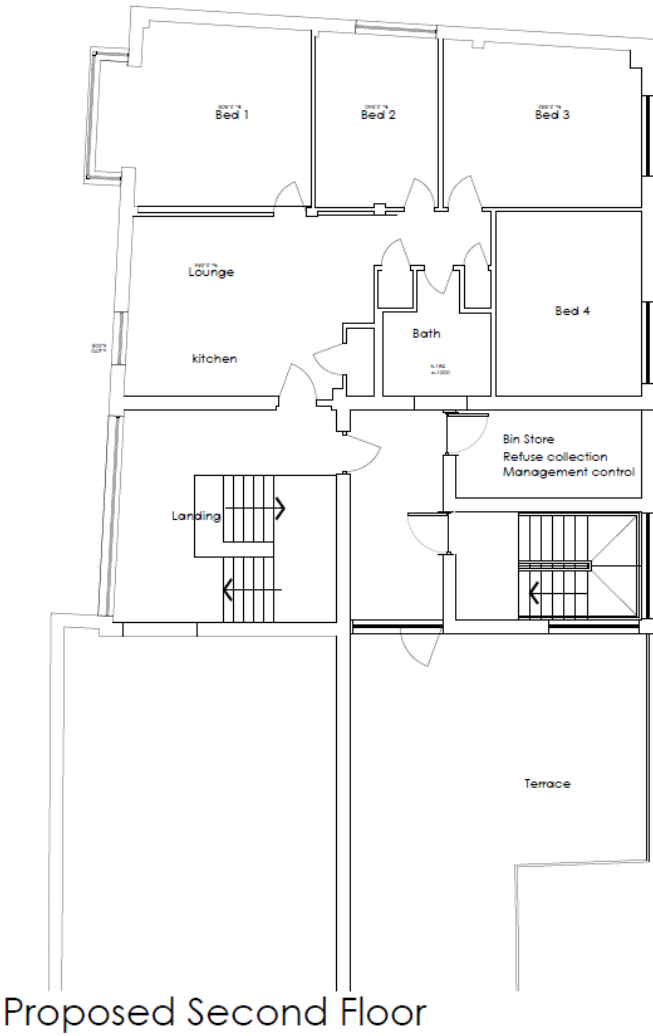 Bed 1
Bed 2
Bed 3
Lounge
kitchen
Bath
Bed 4
Bin Store
Refuse collection
Management control
Landing
Terrace
Proposed Second Floor